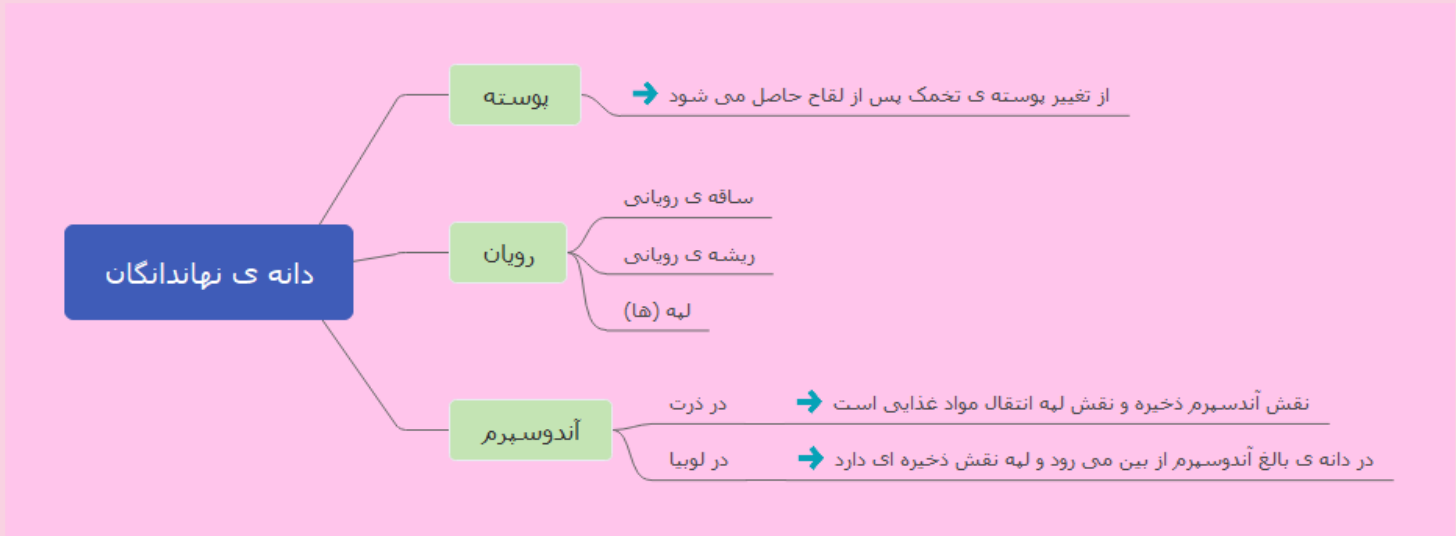 دانه ی نهاندانگان
پوسته
از تغییر پوسته ی تخمک پس از لقاح حاصل می شود
رویان
ساقه ی رویانی
ریشه ی رویانی
لپه (ها)
آندوسپرم
در ذرت
نقش آندسپرم ذخیره و نقش لپه انتقال مواد غذایی است
در لوبیا
در دانه ی بالغ آندوسپرم از بین می رود و لپه نقش ذخیره ای دارد